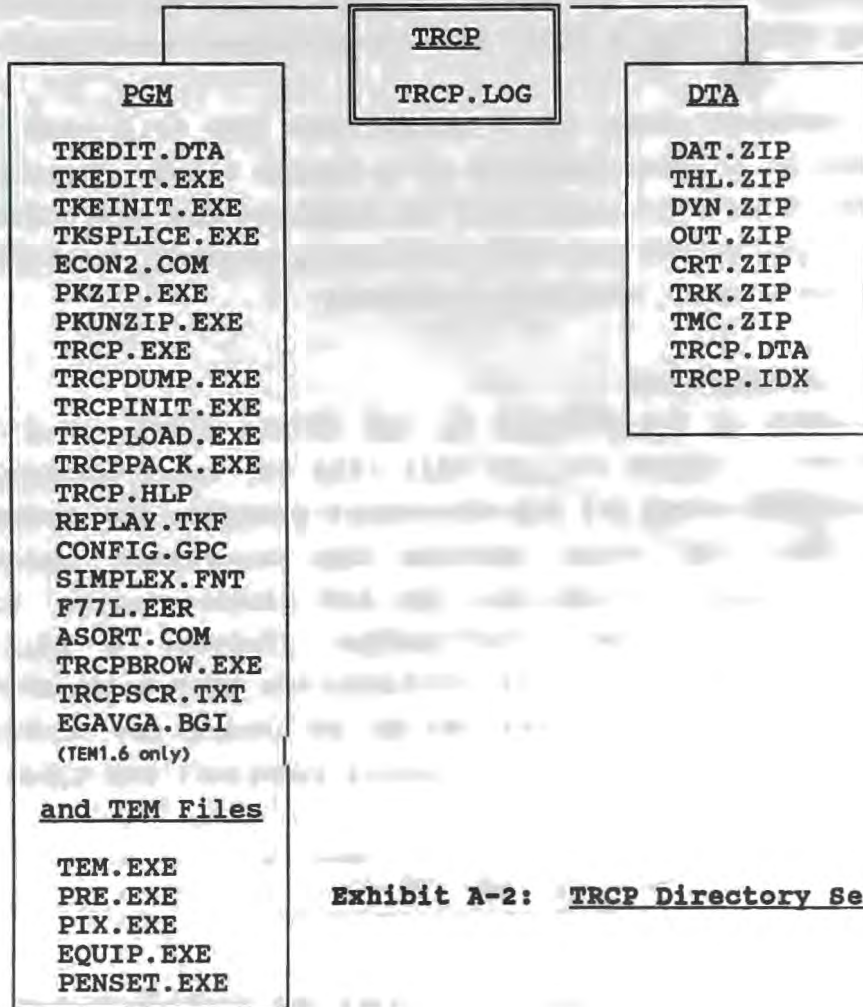 TRCP
TRCP.LOG
PGM
TKEDIT.DTA
TKEDIT.EXE
TKEINIT.EXE
TKSPLICE.EXE
ECON2.COM
PKZIP.EXE
PKUNZIP.EXE
TRCP.EXE
TRCPDUMP.EXE
TRCPINIT.EXE
TRCPLOAD.EXE
TRCPPACK.EXE
TRCP.HLP
REPLAY.TKF
CONFIG.GPC
SIMPLEX.FNT
F77L.EER
ASORT.COM
TRCPBROW.EXE
TRCPSCR.TXT
EGAVGA.BGI
(TEM1.6 only)
and TEM Files
TEM.EXE
PRE.EXE
PIX.EXE
EQUIP.EXE
PENSET.EXE
DTA
DAT.ZIP
THL.ZIP
DYN.ZIP
OUT.ZIP
CRT.ZIP
TRK.ZIP
TMC.ZIP
TRCP.DTA
TRCP.IDX
Exhibit A-2: TRCP Directory Se